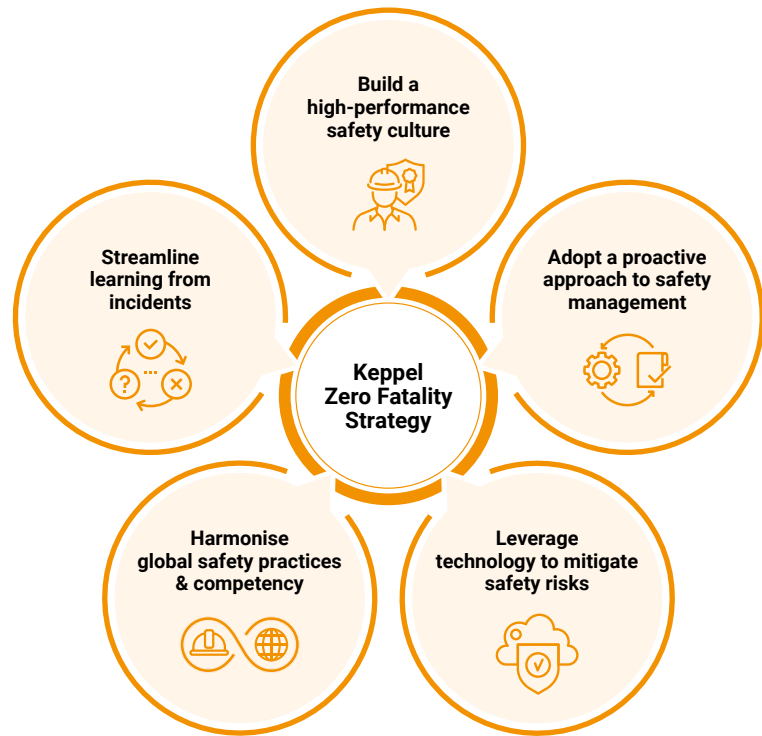 Build a
high-performance
safety culture
Streamline
learning from
incidents
Adopt a proactive
approach to safety
management
Keppel
Zero Fatality
Strategy
Harmonise
global safety practices
& competency
Leverage
technology to mitigate
safety risks